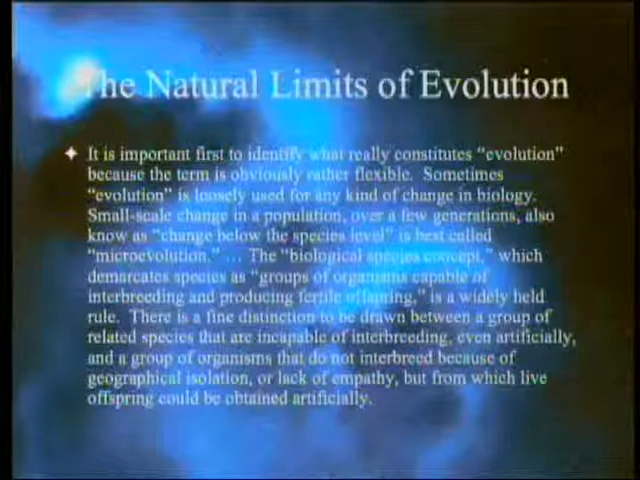 The Natural Limits of Evolution
It is important first to identify what really constitutes "evolution"
because the term is obviously rather flexible. Sometimes
"evolution" is loosely used for any kind of change in biology.
Small-scale change in a population, over a few generations, also
know as "change below the species level" is best called
"microevolution." … The "biological species concept," which
demarcates species as "groups of organisms capable of
interbreeding and producing fertile offspring," is a widely held
rule. There is a fine distinction to be drawn between a group of
related species that are incapable of interbreeding, even artificially,
and a group of organisms that do not interbreed because of
geographical isolation, or lack of empathy, but from which live
offspring could be obtained artificially.